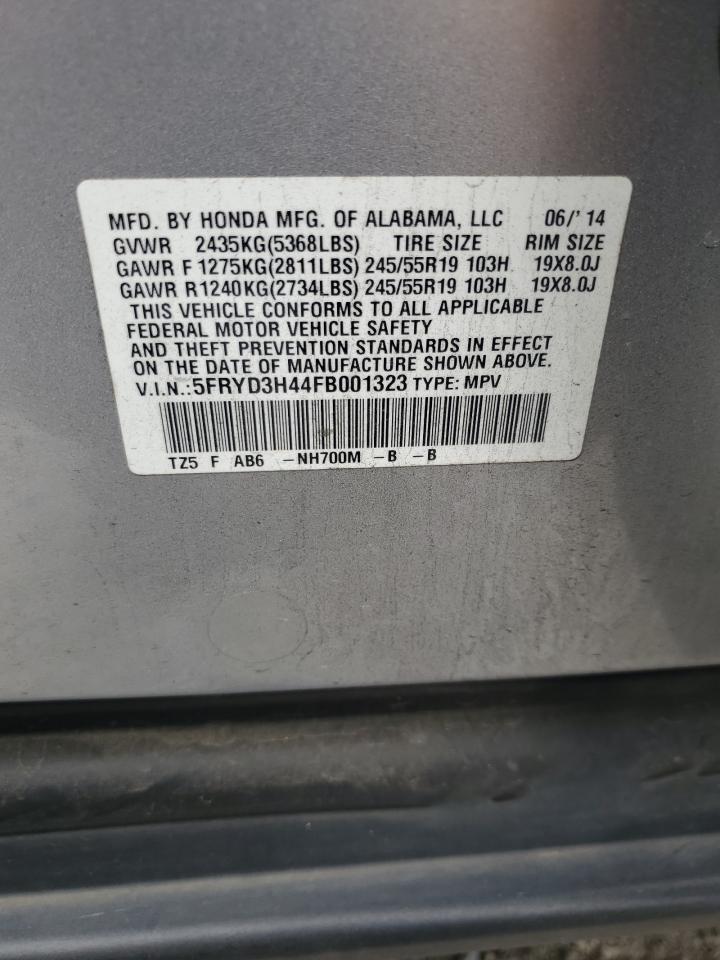 MFD. BY HONDA MFG. OF ALABAMA, LLC 06/' 14
GVWR 2435KG(5368LBS) TIRE SIZE RIM SIZE
GAWR F 1275KG(2811LBS) 245/55R19 103H 19X8.0J
GAWR R 1240KG(2734LBS) 245/55R19 103H 19X8.0J
THIS VEHICLE CONFORMS TO ALL APPLICABLE
FEDERAL MOTOR VEHICLE SAFETY
AND THEFT PREVENTION STANDARDS IN EFFECT
ON THE DATE OF MANUFACTURE SHOWN ABOVE.
V.I.N.: 5FRYD3H44FB001323 TYPE: MPV
TZ5 F AB6 -NH700M -B -B